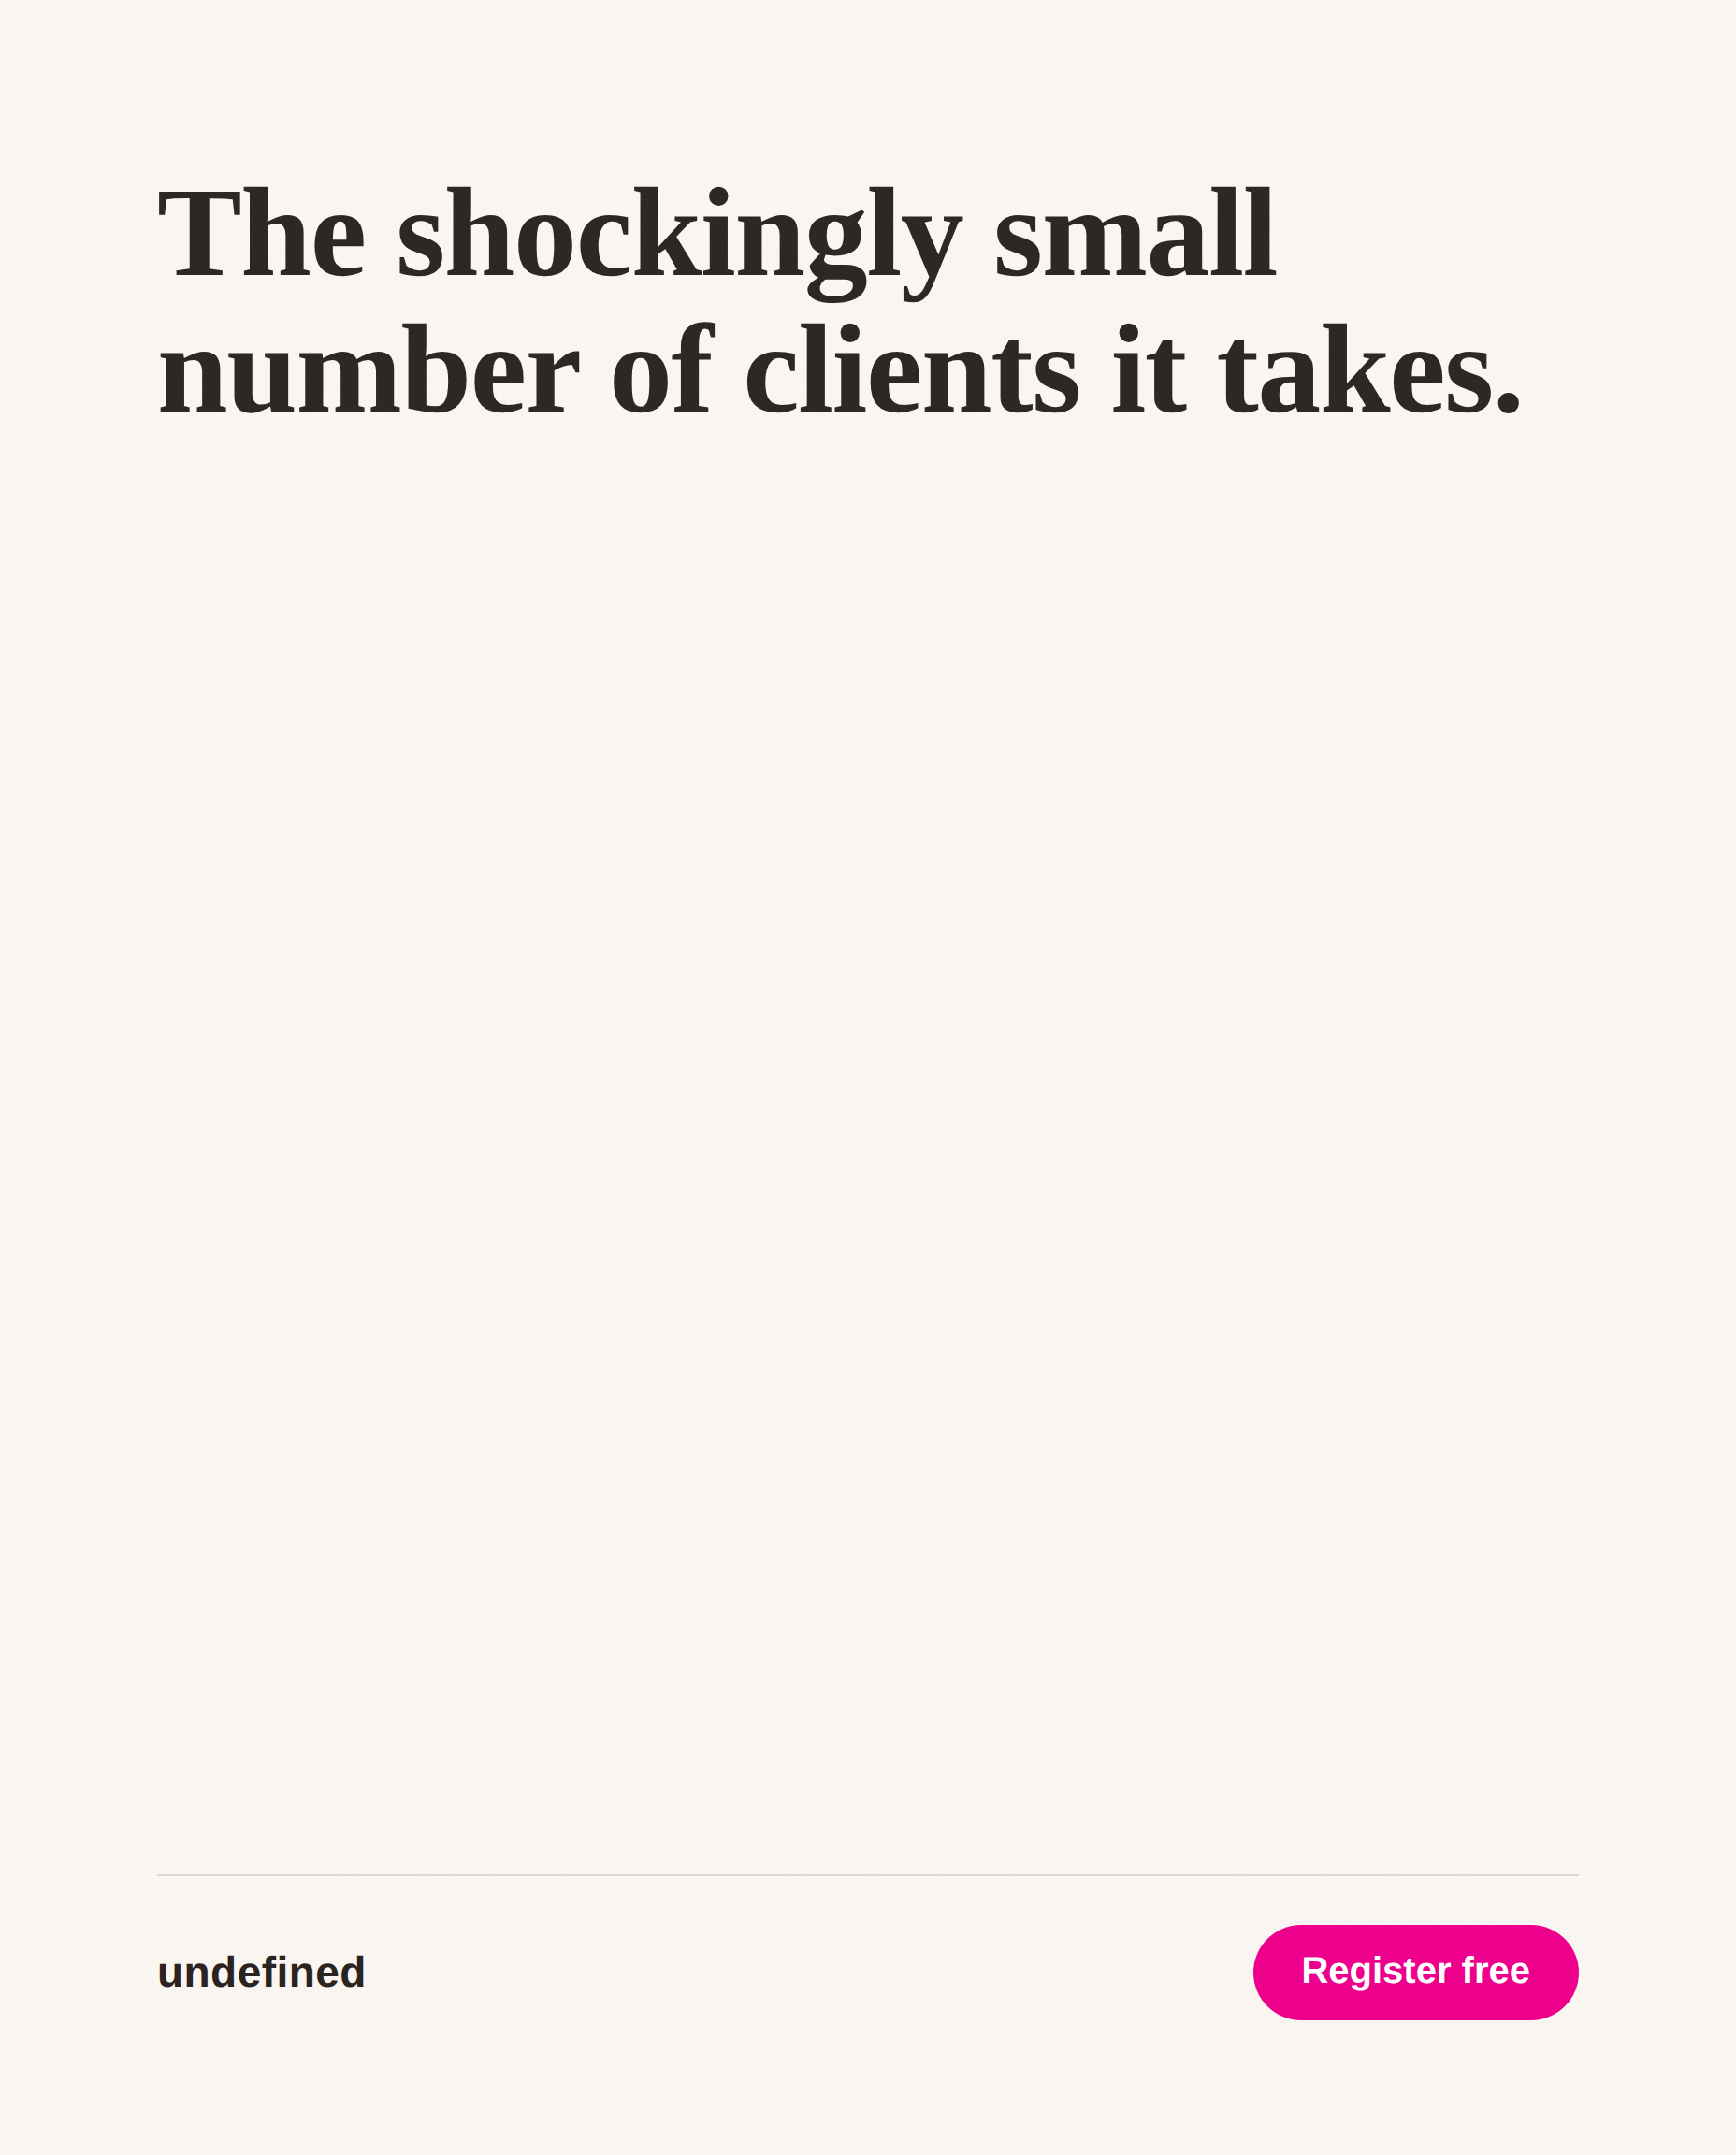 The shockingly small
number of clients it takes.
undefined
Register free